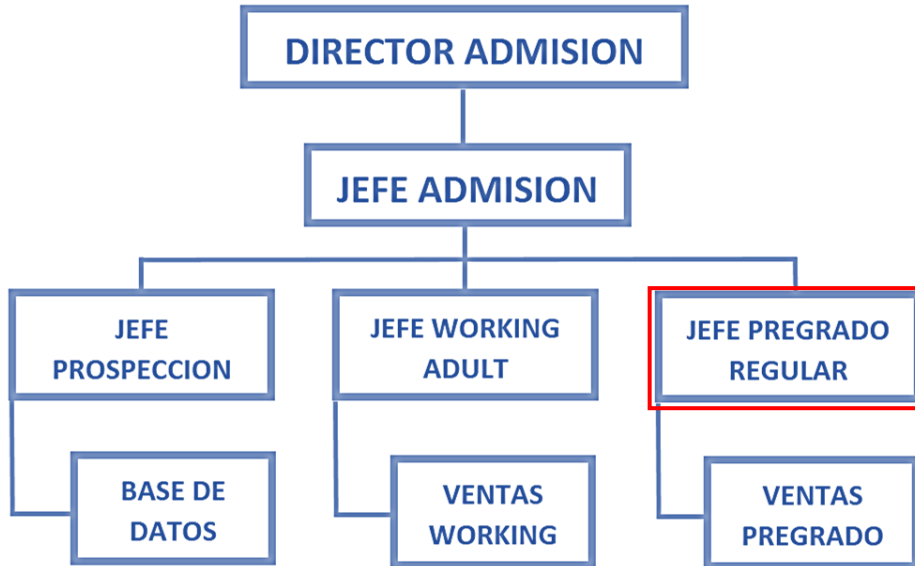 DIRECTOR ADMISION
JEFE ADMISION
JEFE
PROSPECCION
JEFE WORKING
ADULT
JEFE PREGRADO
REGULAR
BASE DE
DATOS
VENTAS
WORKING
VENTAS
PREGRADO